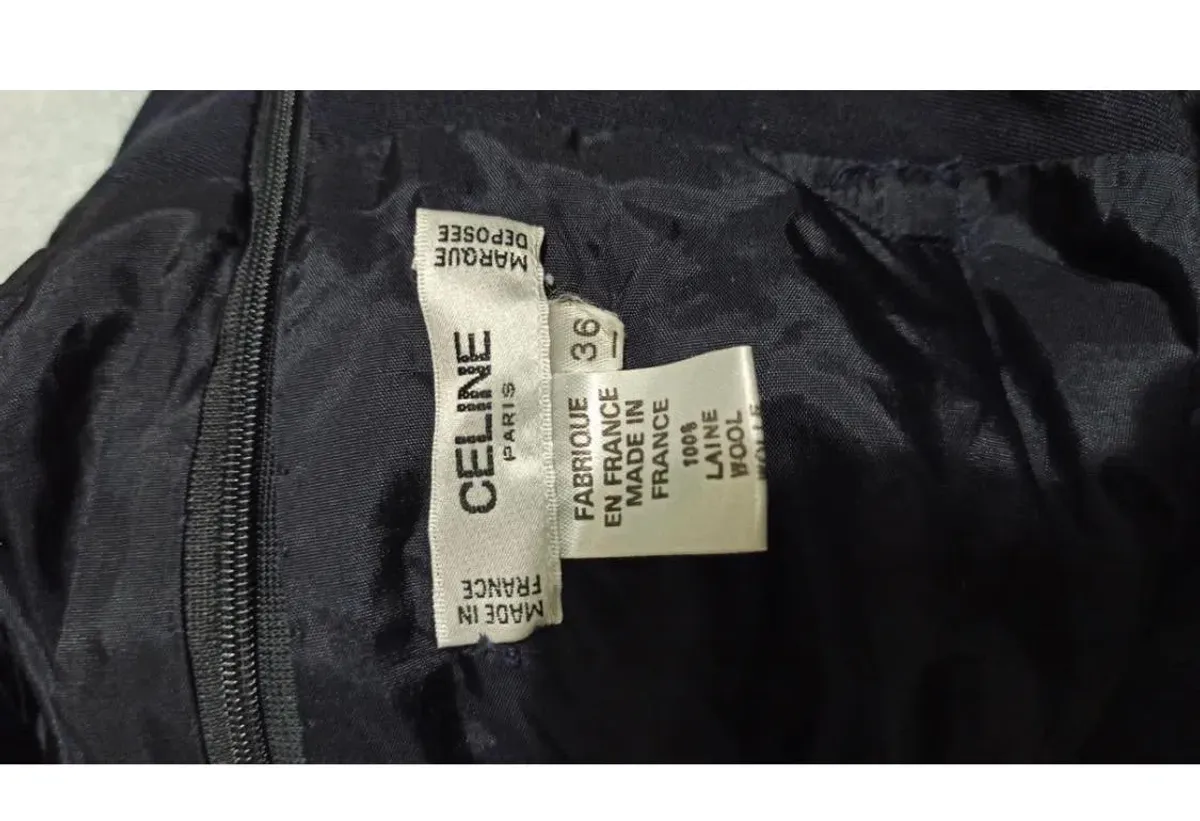 MARQUE
DEPOSEE
CELINE
PARIS
MADE IN
FRANCE
36
FABRIQUE
EN FRANCE
MADE IN
FRANCE
100%
LAINE
WOOL